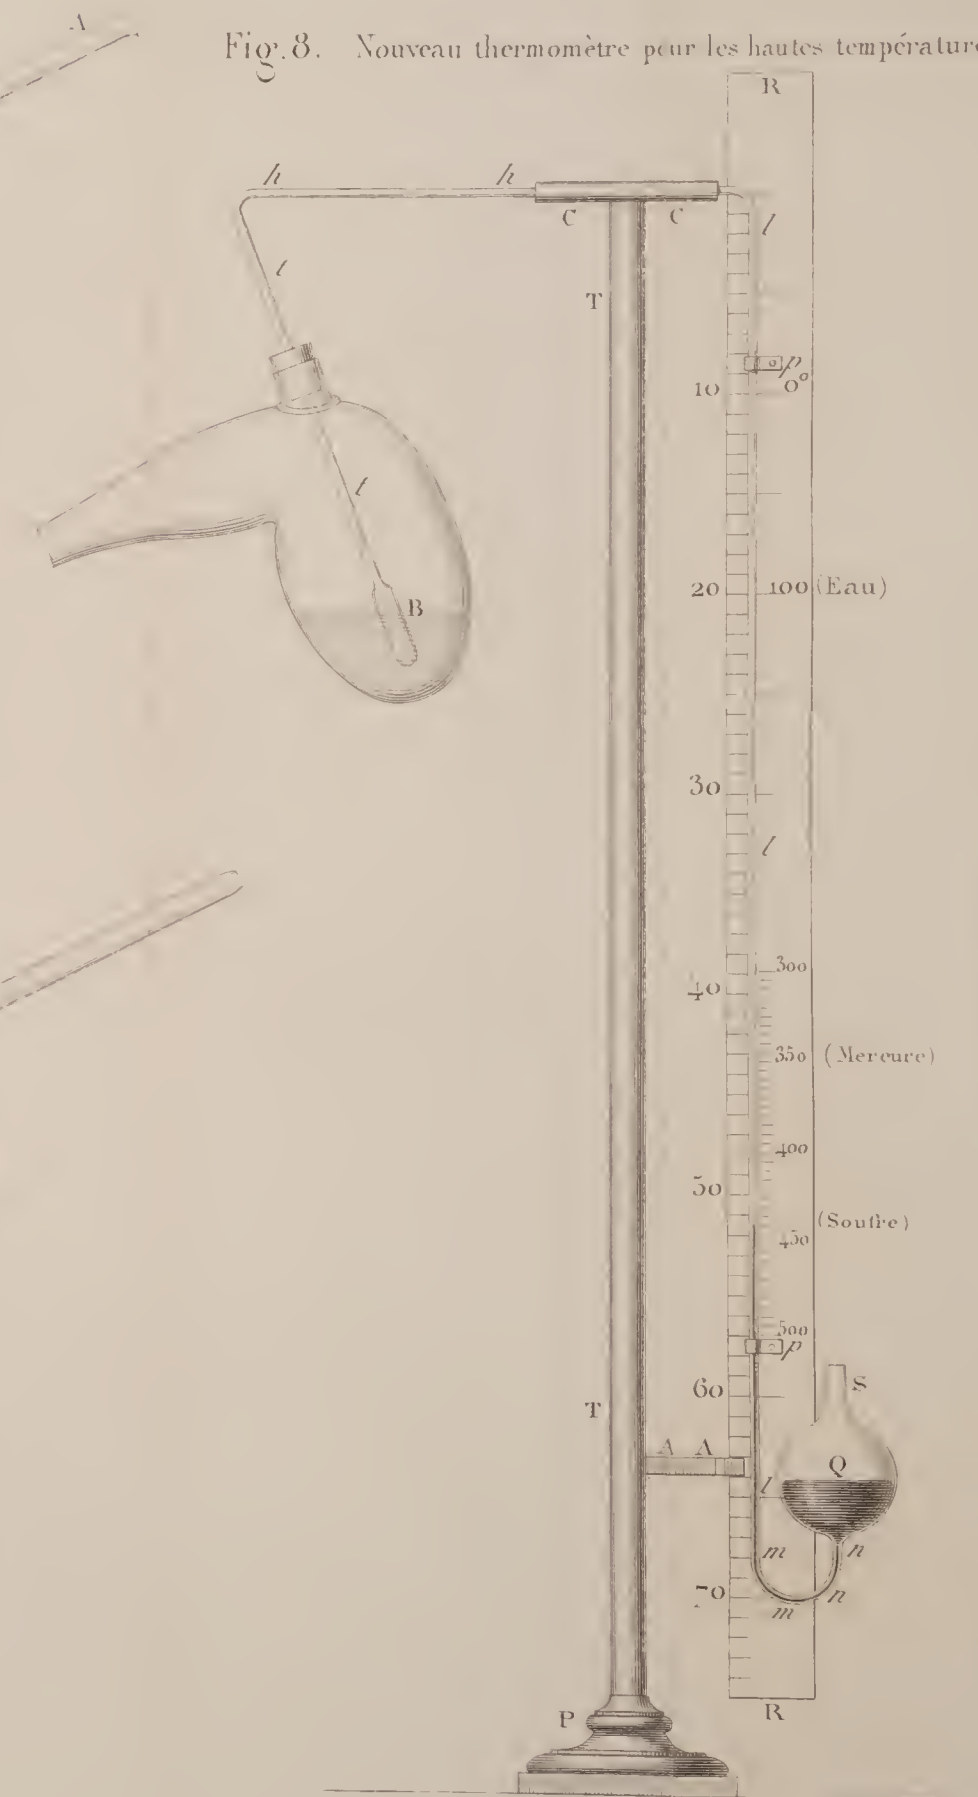 A
Fig. 8. Nouveau thermomètre pour les hautes températur
R
h h
C C
l
t
T
p
10 0°
t
20 100 (Eau)
B
30
l
300
40
350 (Mercure)
400
50
(Soufre)
450
500
p
60
S
T
A A
Q
l
m n
70
m n
P
R